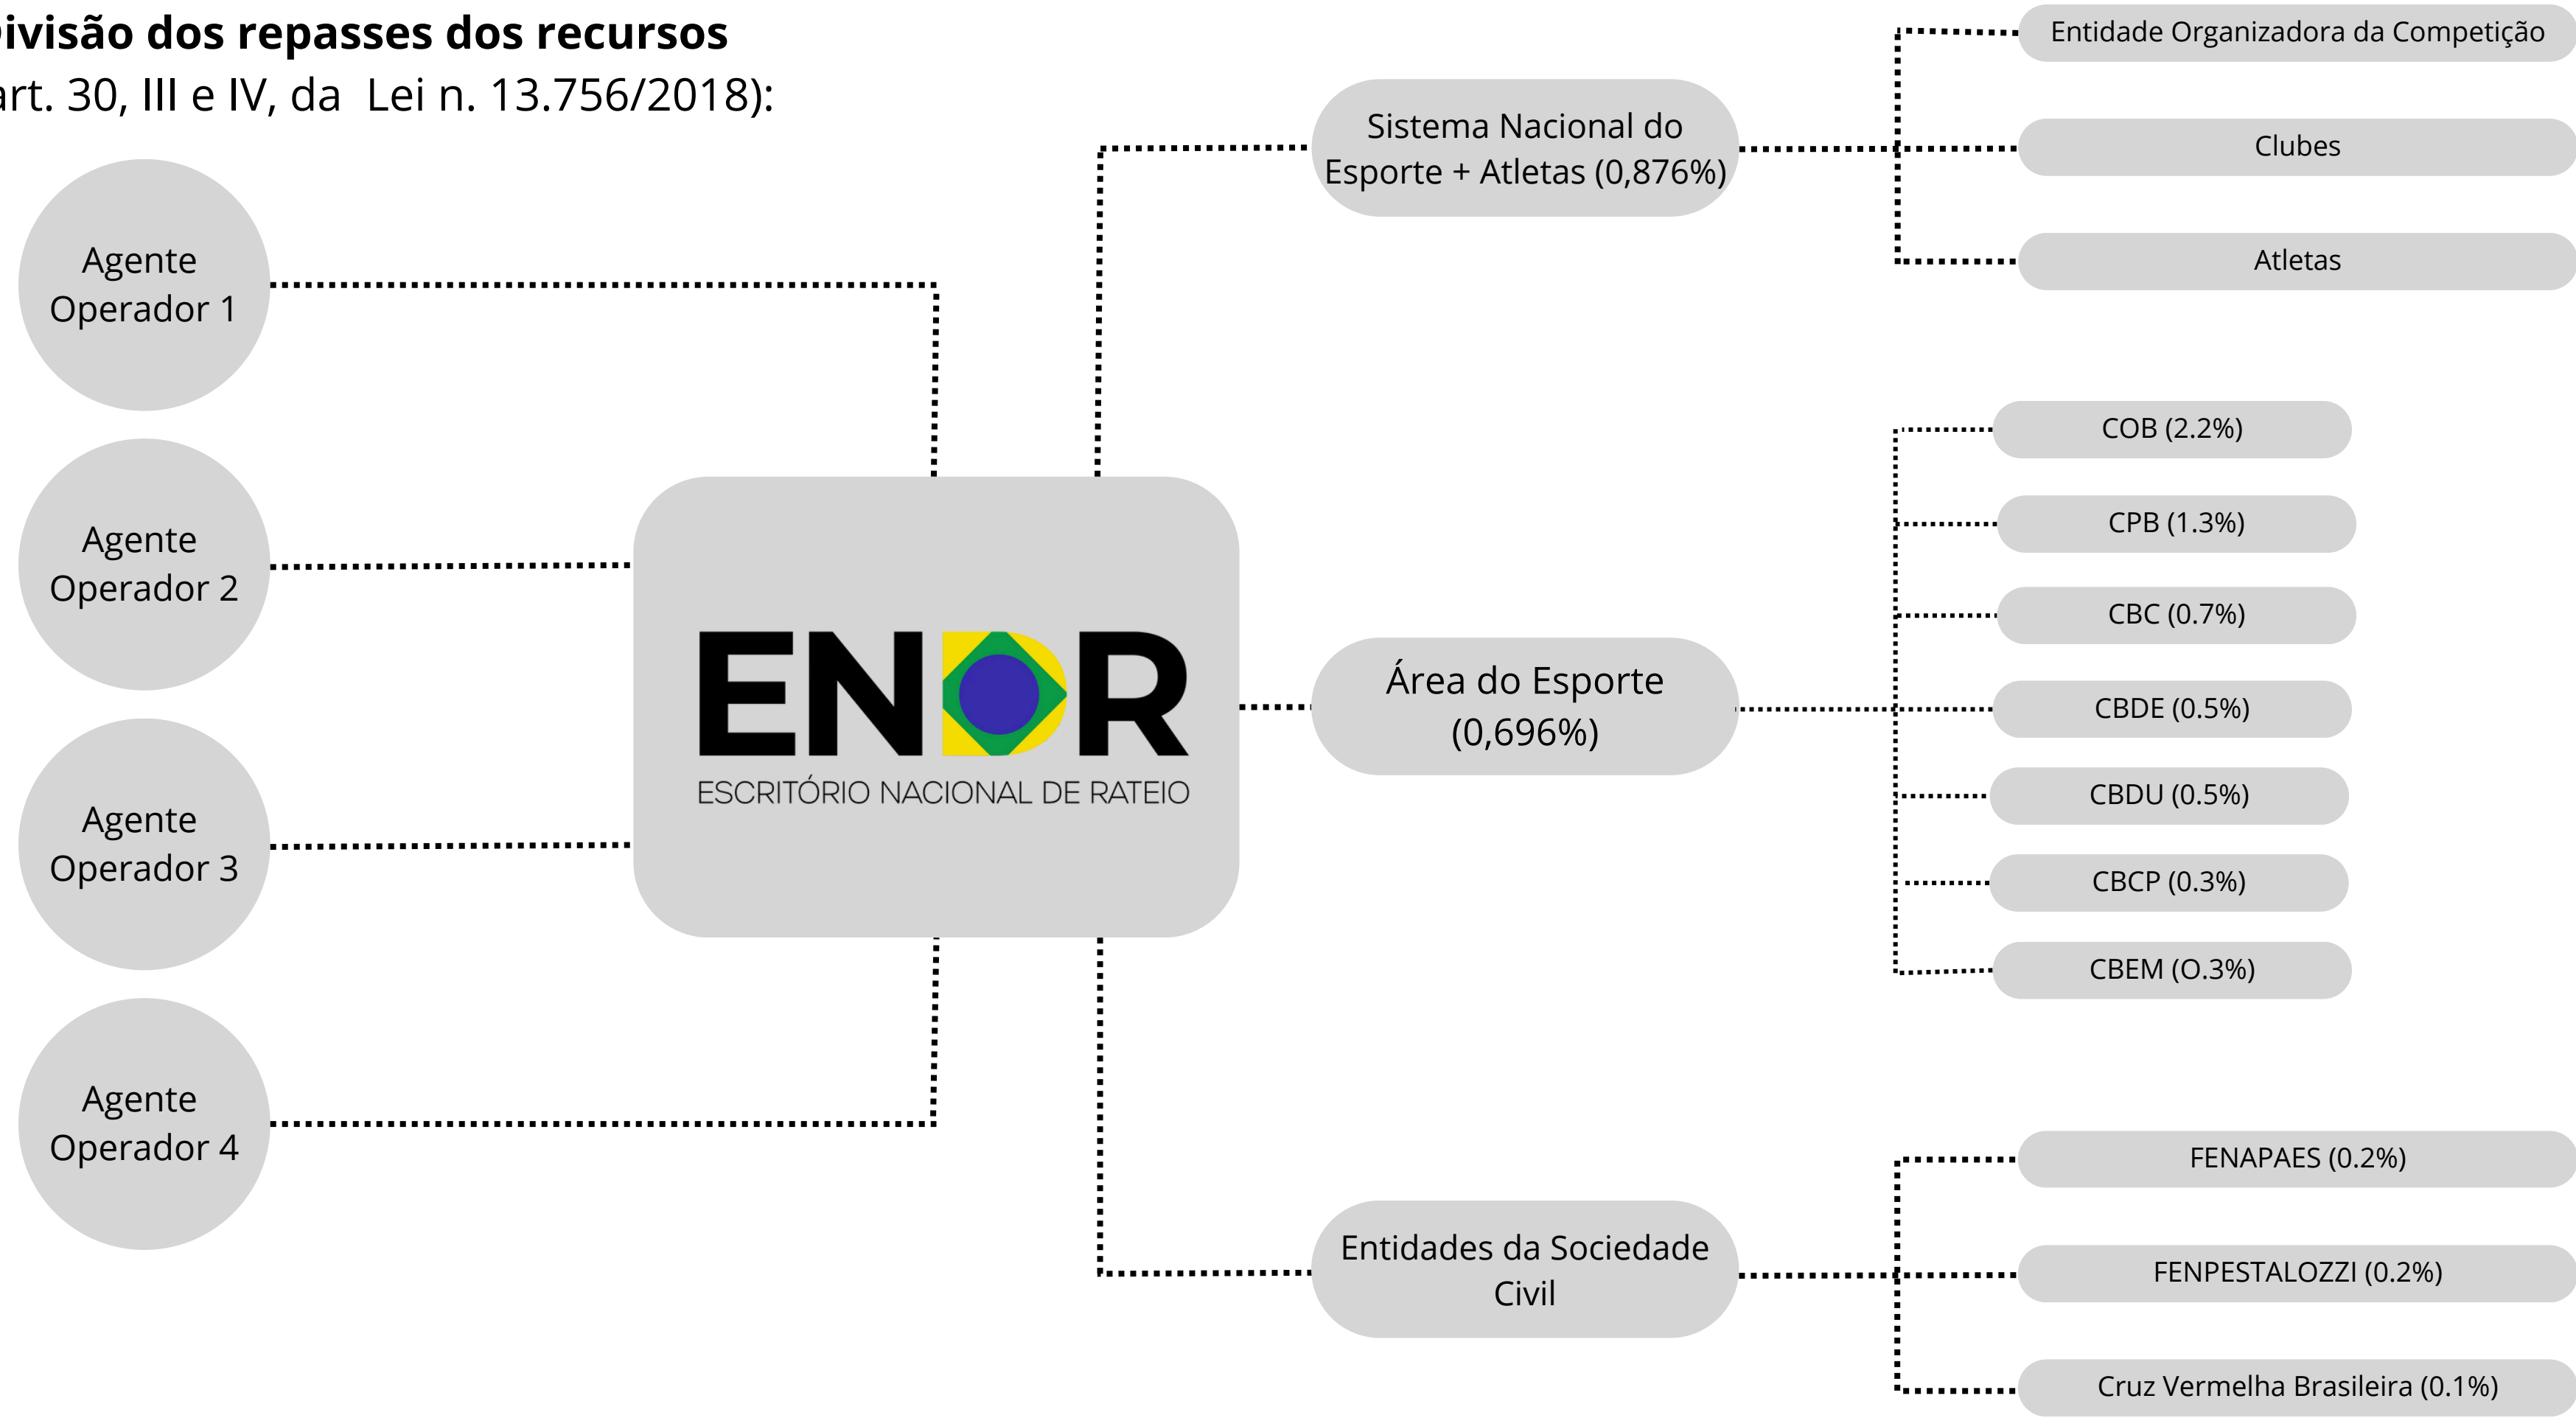 ivisão dos repasses dos recursos
art. 30, III e IV, da Lei n. 13.756/2018):
Agente
Operador 1
Agente
Operador 2
Agente
Operador 3
Agente
Operador 4
ENDR
ESCRITÓRIO NACIONAL DE RATEIO
Sistema Nacional do
Esporte + Atletas (0,876%)
Entidade Organizadora da Competição
Clubes
Atletas
Área do Esporte
(0,696%)
COB (2.2%)
CPB (1.3%)
CBC (0.7%)
CBDE (0.5%)
CBDU (0.5%)
CBCP (0.3%)
CBEM (O.3%)
Entidades da Sociedade
Civil
FENAPAES (0.2%)
FENPESTALOZZI (0.2%)
Cruz Vermelha Brasileira (0.1%)